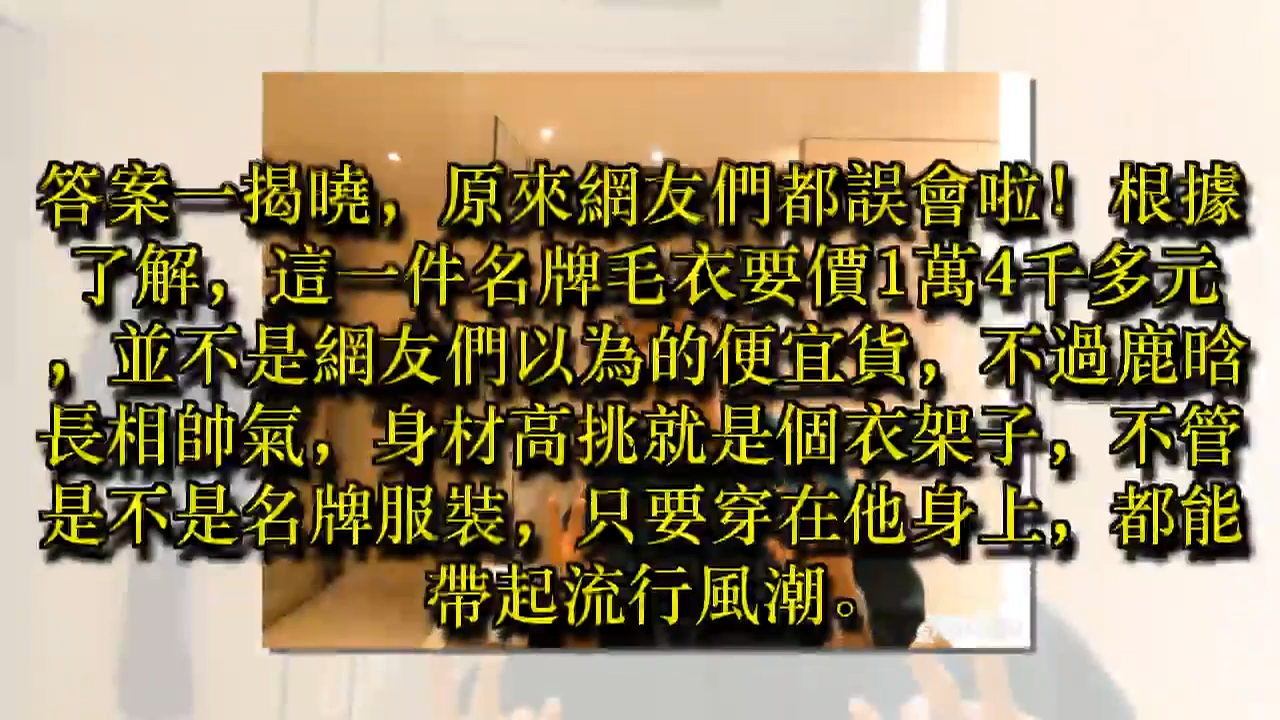 答案一揭曉，原來網友們都誤會啦！根據
了解，這一件名牌毛衣要價1萬4千多元
，並不是網友們以為的便宜貨，不過鹿晗
長相帥氣，身材高挑就是個衣架子，不管
是不是名牌服裝，只要穿在他身上，都能
帶起流行風潮。